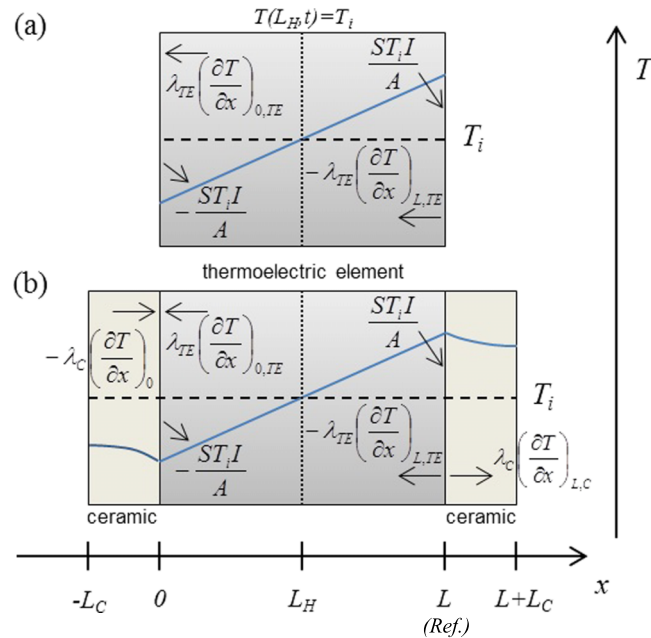 (a)
T(L_H,t)=T_i
T
λ_TE(∂T/∂x)_0,TE
ST_iI/A
T_i
-λ_TE(∂T/∂x)_L,TE
-ST_iI/A
thermoelectric element
(b)
-λ_C(∂T/∂x)_0
λ_TE(∂T/∂x)_0,TE
ST_iI/A
T_i
-λ_TE(∂T/∂x)_L,TE
λ_C(∂T/∂x)_L,C
-ST_iI/A
ceramic
ceramic
-L_C 0 L_H L L+L_C x
(Ref.)